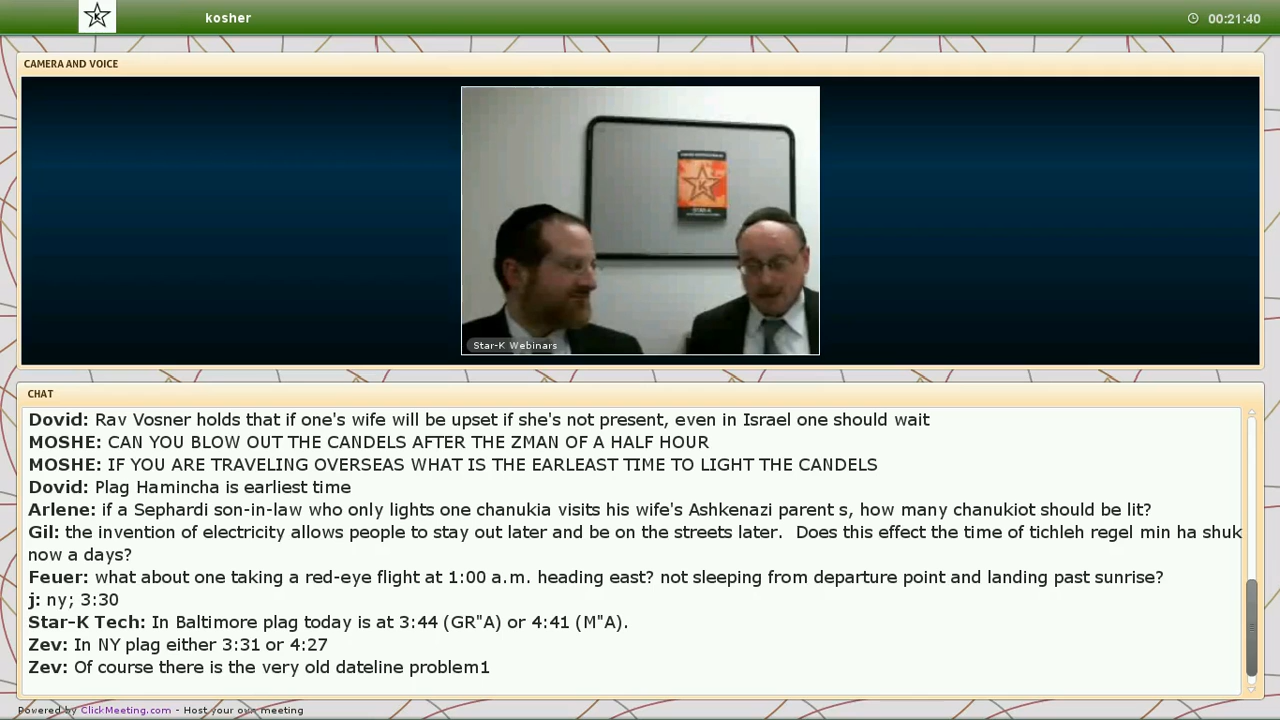 K
kosher
00:21:40
CAMERA AND VOICE
K
STAR-K
Star-K Webinars
CHAT
Dovid: Rav Vosner holds that if one's wife will be upset if she's not present, even in Israel one should wait
MOSHE: CAN YOU BLOW OUT THE CANDELS AFTER THE ZMAN OF A HALF HOUR
MOSHE: IF YOU ARE TRAVELING OVERSEAS WHAT IS THE EARLEAST TIME TO LIGHT THE CANDELS
Dovid: Plag Hamincha is earliest time
Arlene: if a Sephardi son-in-law who only lights one chanukia visits his wife's Ashkenazi parent s, how many chanukiot should be lit?
Gil: the invention of electricity allows people to stay out later and be on the streets later.  Does this effect the time of tichleh regel min ha shuk
now a days?
Feuer: what about one taking a red-eye flight at 1:00 a.m. heading east? not sleeping from departure point and landing past sunrise?
j: ny; 3:30
Star-K Tech: In Baltimore plag today is at 3:44 (GR"A) or 4:41 (M"A).
Zev: In NY plag either 3:31 or 4:27
Zev: Of course there is the very old dateline problem1
Powered by ClickMeeting.com - Host your own meeting